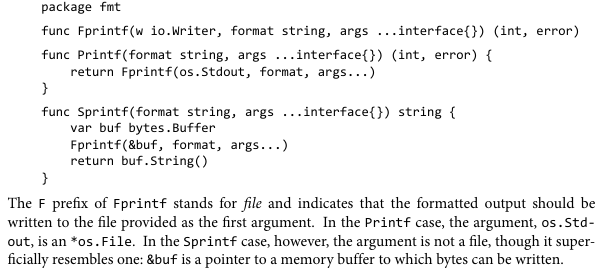 package fmt
func Fprintf(w io.Writer, format string, args ...interface{}) (int, error)
func Printf(format string, args ...interface{}) (int, error) {
    return Fprintf(os.Stdout, format, args...)
}
func Sprintf(format string, args ...interface{}) string {
    var buf bytes.Buffer
    Fprintf(&buf, format, args...)
    return buf.String()
}
The F prefix of Fprintf stands for file and indicates that the formatted output should be
written to the file provided as the first argument. In the Printf case, the argument, os.Std-
out, is an *os.File. In the Sprintf case, however, the argument is not a file, though it super-
ficially resembles one: &buf is a pointer to a memory buffer to which bytes can be written.